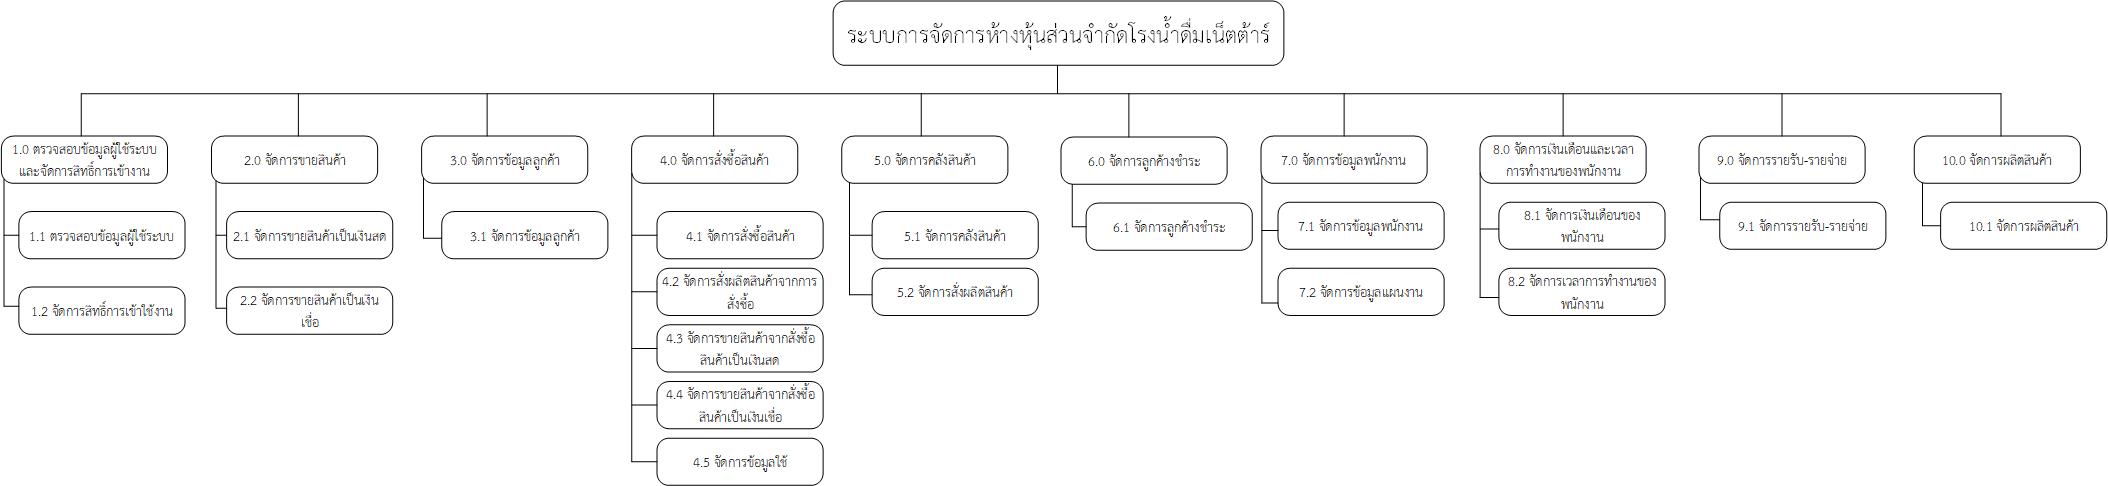 ระบบการจัดการห้างหุ้นส่วนจำกัดโรงน้ำดื่มเน็ตต้าร์
1.0 ตรวจสอบข้อมูลผู้ใช้ระบบ
และจัดการสิทธิ์การเข้างาน
2.0 จัดการขายสินค้า
3.0 จัดการข้อมูลลูกค้า
4.0 จัดการสั่งซื้อสินค้า
5.0 จัดการคลังสินค้า
6.0 จัดการลูกค้างชำระ
7.0 จัดการข้อมูลพนักงาน
8.0 จัดการเงินเดือนและเวลา
การทำงานของพนักงาน
9.0 จัดการรายรับ-รายจ่าย
10.0 จัดการผลิตสินค้า
1.1 ตรวจสอบข้อมูลผู้ใช้ระบบ
1.2 จัดการสิทธิ์การเข้าใช้งาน
2.1 จัดการขายสินค้าเป็นเงินสด
2.2 จัดการขายสินค้าเป็นเงิน
เชื่อ
3.1 จัดการข้อมูลลูกค้า
4.1 จัดการสั่งซื้อสินค้า
4.2 จัดการสั่งผลิตสินค้าจากการ
สั่งซื้อ
4.3 จัดการขายสินค้าจากสั่งซื้อ
สินค้าเป็นเงินสด
4.4 จัดการขายสินค้าจากสั่งซื้อ
สินค้าเป็นเงินเชื่อ
4.5 จัดการข้อมูลใช้
5.1 จัดการคลังสินค้า
5.2 จัดการสั่งผลิตสินค้า
6.1 จัดการลูกค้างชำระ
7.1 จัดการข้อมูลพนักงาน
7.2 จัดการข้อมูลแผนงาน
8.1 จัดการเงินเดือนของ
พนักงาน
8.2 จัดการเวลาการทำงานของ
พนักงาน
9.1 จัดการรายรับ-รายจ่าย
10.1 จัดการผลิตสินค้า